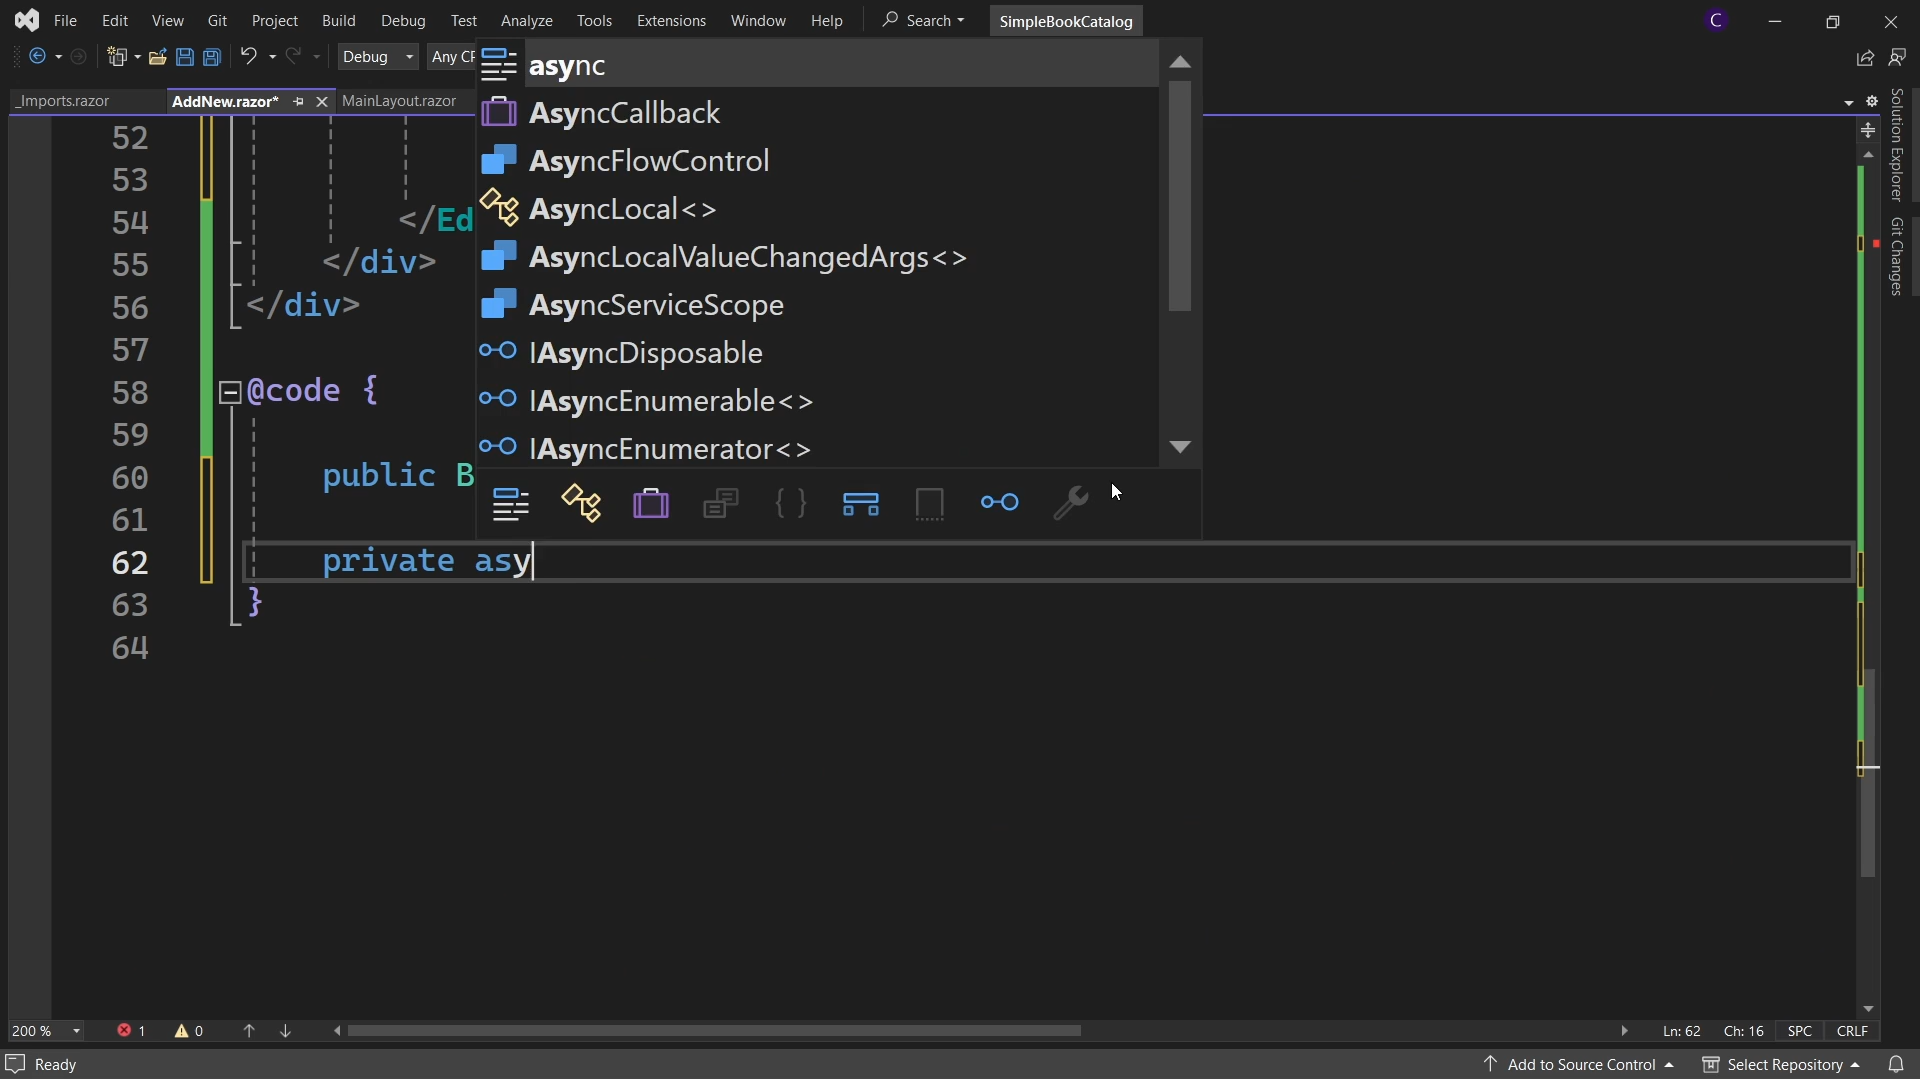 File Edit View Git Project Build Debug Test Analyze Tools Extensions Window Help Search SimpleBookCatalog C
Debug Any CP
_Imports.razor AddNew.razor* MainLayout.razor
async
AsyncCallback
AsyncFlowControl
AsyncLocal<>
AsyncLocalValueChangedArgs<>
AsyncServiceScope
IAsyncDisposable
IAsyncEnumerable<>
IAsyncEnumerator<>
52
53
54 </Ed
55 </div>
56 </div>
57
58 @code {
59
60 public B
61
62 private asy
63 }
64
Solution Explorer
Git Changes
200 % 1 0 Ln: 62 Ch: 16 SPC CRLF
Ready Add to Source Control Select Repository